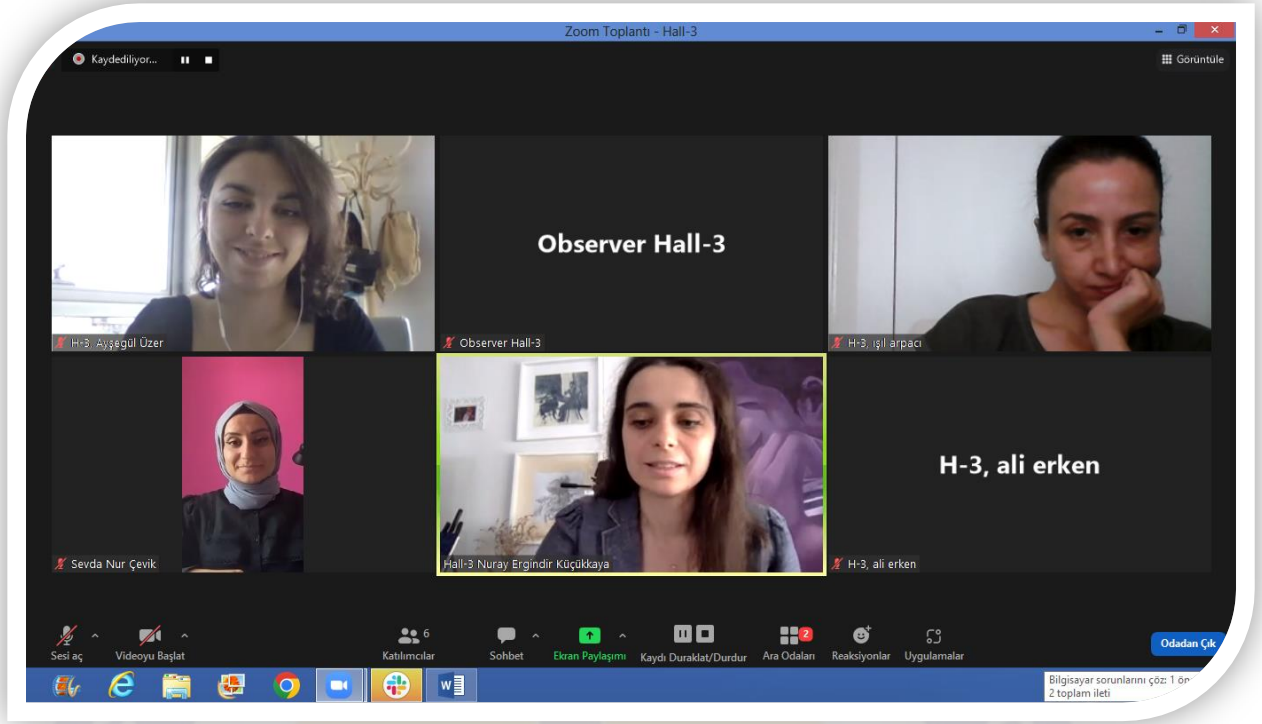 Zoom Toplantı - Hall-3
Kaydediliyor...
Görüntüle
Observer Hall-3
H-3, Ayşegül Üzer
Observer Hall-3
H-3, ışıl arpacı
H-3, ali erken
Sevda Nur Çevik
Hall-3 Nuray Ergindir Küçükkaya
H-3, ali erken
6
2
Sesi aç
Videoyu Başlat
Katılımcılar
Sohbet
Ekran Paylaşımı
Kaydı Duraklat/Durdur
Ara Odaları
Reaksiyonlar
Uygulamalar
Odadan Çık
W
Bilgisayar sorunlarını çöz: 1
2 toplam ileti